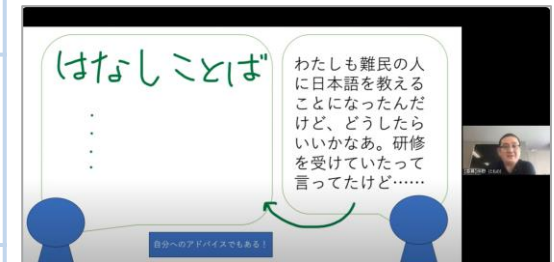 はなしことば
わたしも難民の人
に日本語を教える
ことになったんだ
けど、どうしたら
いいかなあ。研修
を受けていたって
言ってたけど……
自分へのアドバイスでもある！